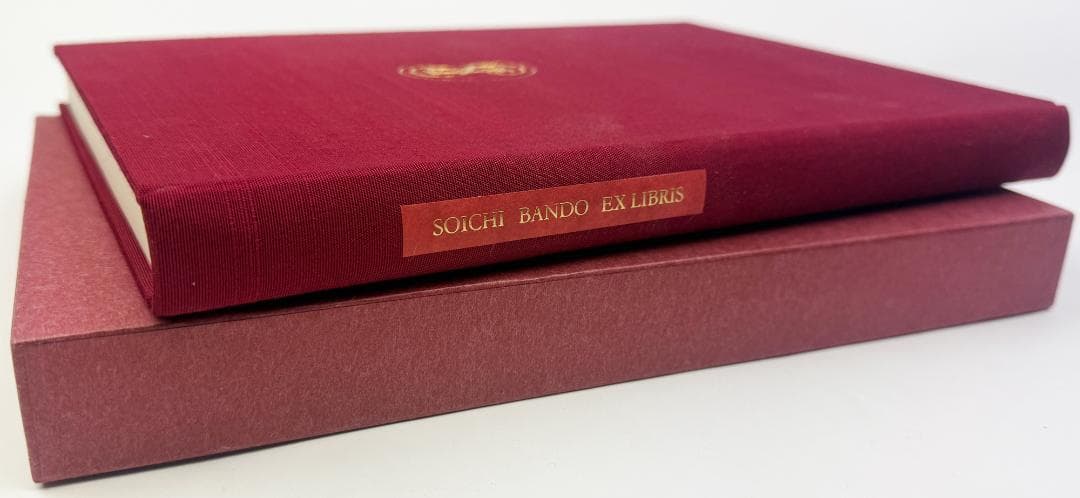 SOICHI BANDO EX LIBRIS